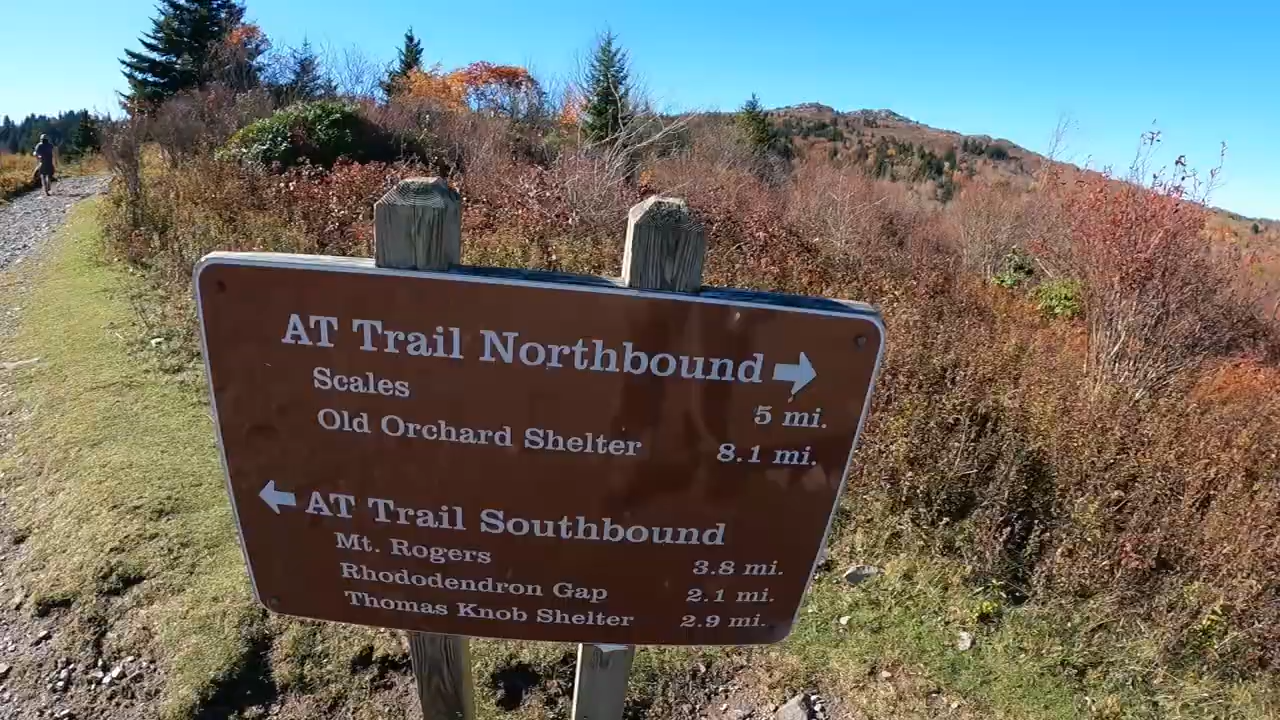 AT Trail Northbound →
Scales 5 mi.
Old Orchard Shelter 8.1 mi.
← AT Trail Southbound
Mt. Rogers 3.8 mi.
Rhododendron Gap 2.1 mi.
Thomas Knob Shelter 2.9 mi.